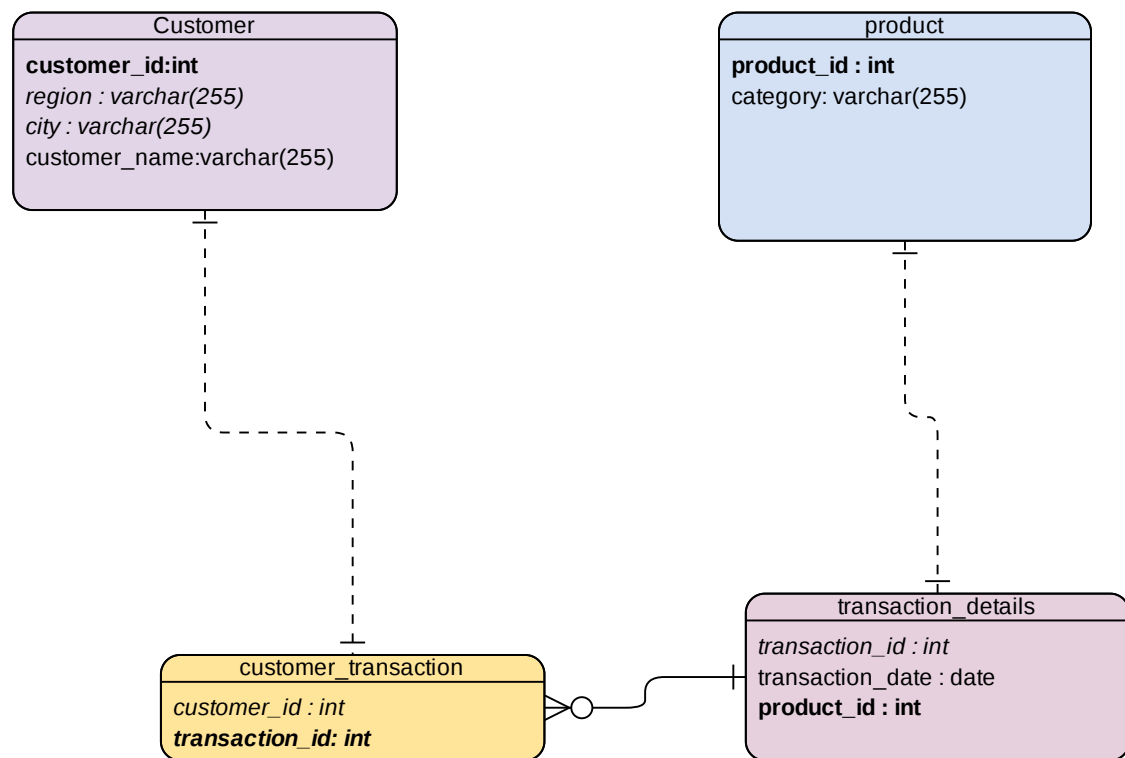 Customer
customer_id:int
region : varchar(255)
city : varchar(255)
customer_name:varchar(255)
product
product_id : int
category: varchar(255)
customer_transaction
customer_id : int
transaction_id: int
transaction_details
transaction_id : int
transaction_date : date
product_id : int